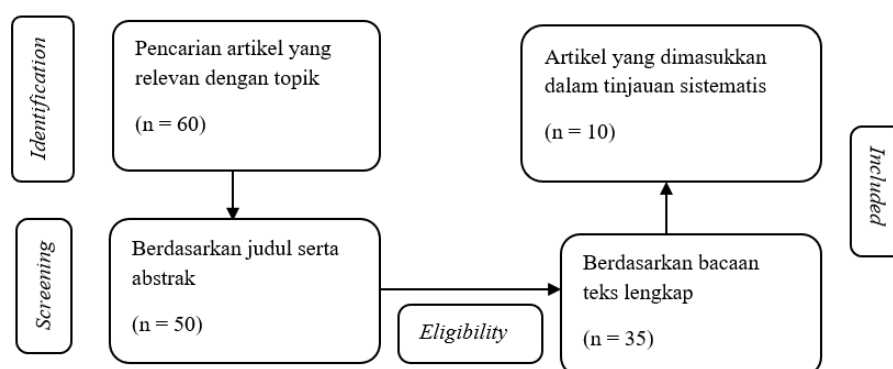 Identification
Pencarian artikel yang
relevan dengan topik
(n = 60)
Screening
Berdasarkan judul serta
abstrak
(n = 50)
Eligibility
Berdasarkan bacaan
teks lengkap
(n = 35)
Artikel yang dimasukkan
dalam tinjauan sistematis
(n = 10)
Included